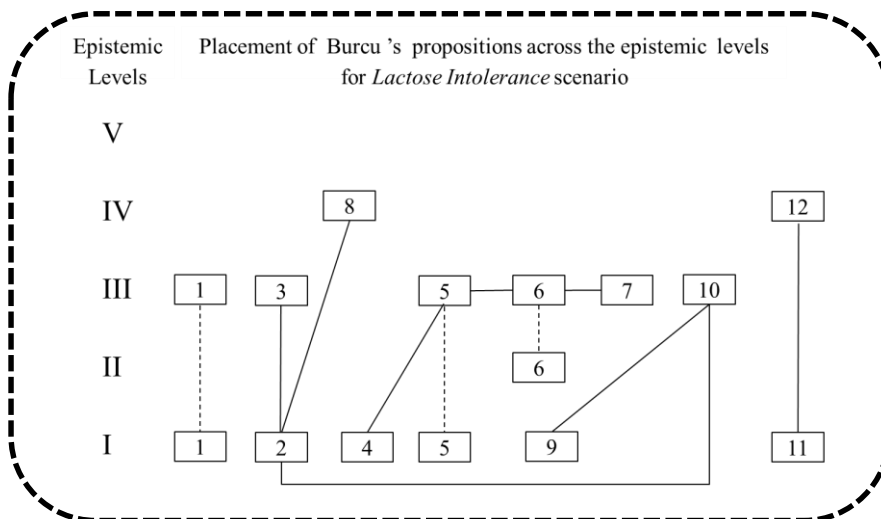 Epistemic Placement of Burcu 's propositions across the epistemic levels
Levels for Lactose Intolerance scenario
V
IV 8 12
III 1 3 5 6 7 10
II 6
I 1 2 4 5 9 11